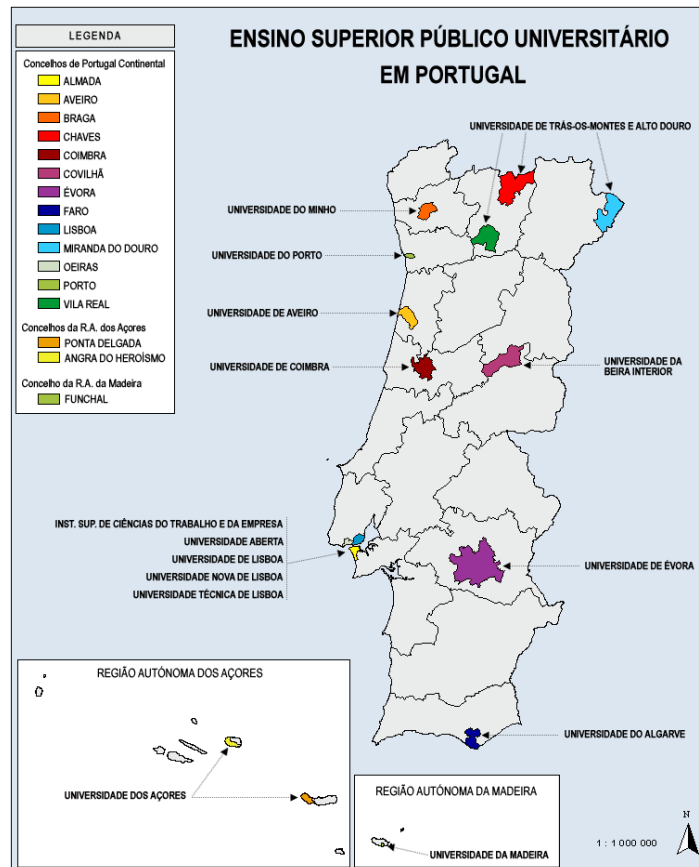 LEGENDA
Concelhos de Portugal Continental
ALMADA
AVEIRO
BRAGA
CHAVES
COIMBRA
COVILHÃ
ÉVORA
FARO
LISBOA
MIRANDA DO DOURO
OEIRAS
PORTO
VILA REAL
Concelhos da R.A. dos Açores
PONTA DELGADA
ANGRA DO HEROÍSMO
Concelho da R.A. da Madeira
FUNCHAL
ENSINO SUPERIOR PÚBLICO UNIVERSITÁRIO
EM PORTUGAL
UNIVERSIDADE DE TRÁS-OS-MONTES E ALTO DOURO
UNIVERSIDADE DO MINHO
UNIVERSIDADE DO PORTO
UNIVERSIDADE DE AVEIRO
UNIVERSIDADE DE COIMBRA
UNIVERSIDADE DA
BEIRA INTERIOR
INST. SUP. DE CIÊNCIAS DO TRABALHO E DA EMPRESA
UNIVERSIDADE ABERTA
UNIVERSIDADE DE LISBOA
UNIVERSIDADE NOVA DE LISBOA
UNIVERSIDADE TÉCNICA DE LISBOA
UNIVERSIDADE DE ÉVORA
UNIVERSIDADE DO ALGARVE
REGIÃO AUTÓNOMA DOS AÇORES
UNIVERSIDADE DOS AÇORES
REGIÃO AUTÓNOMA DA MADEIRA
UNIVERSIDADE DA MADEIRA
N
1 : 1 000 000